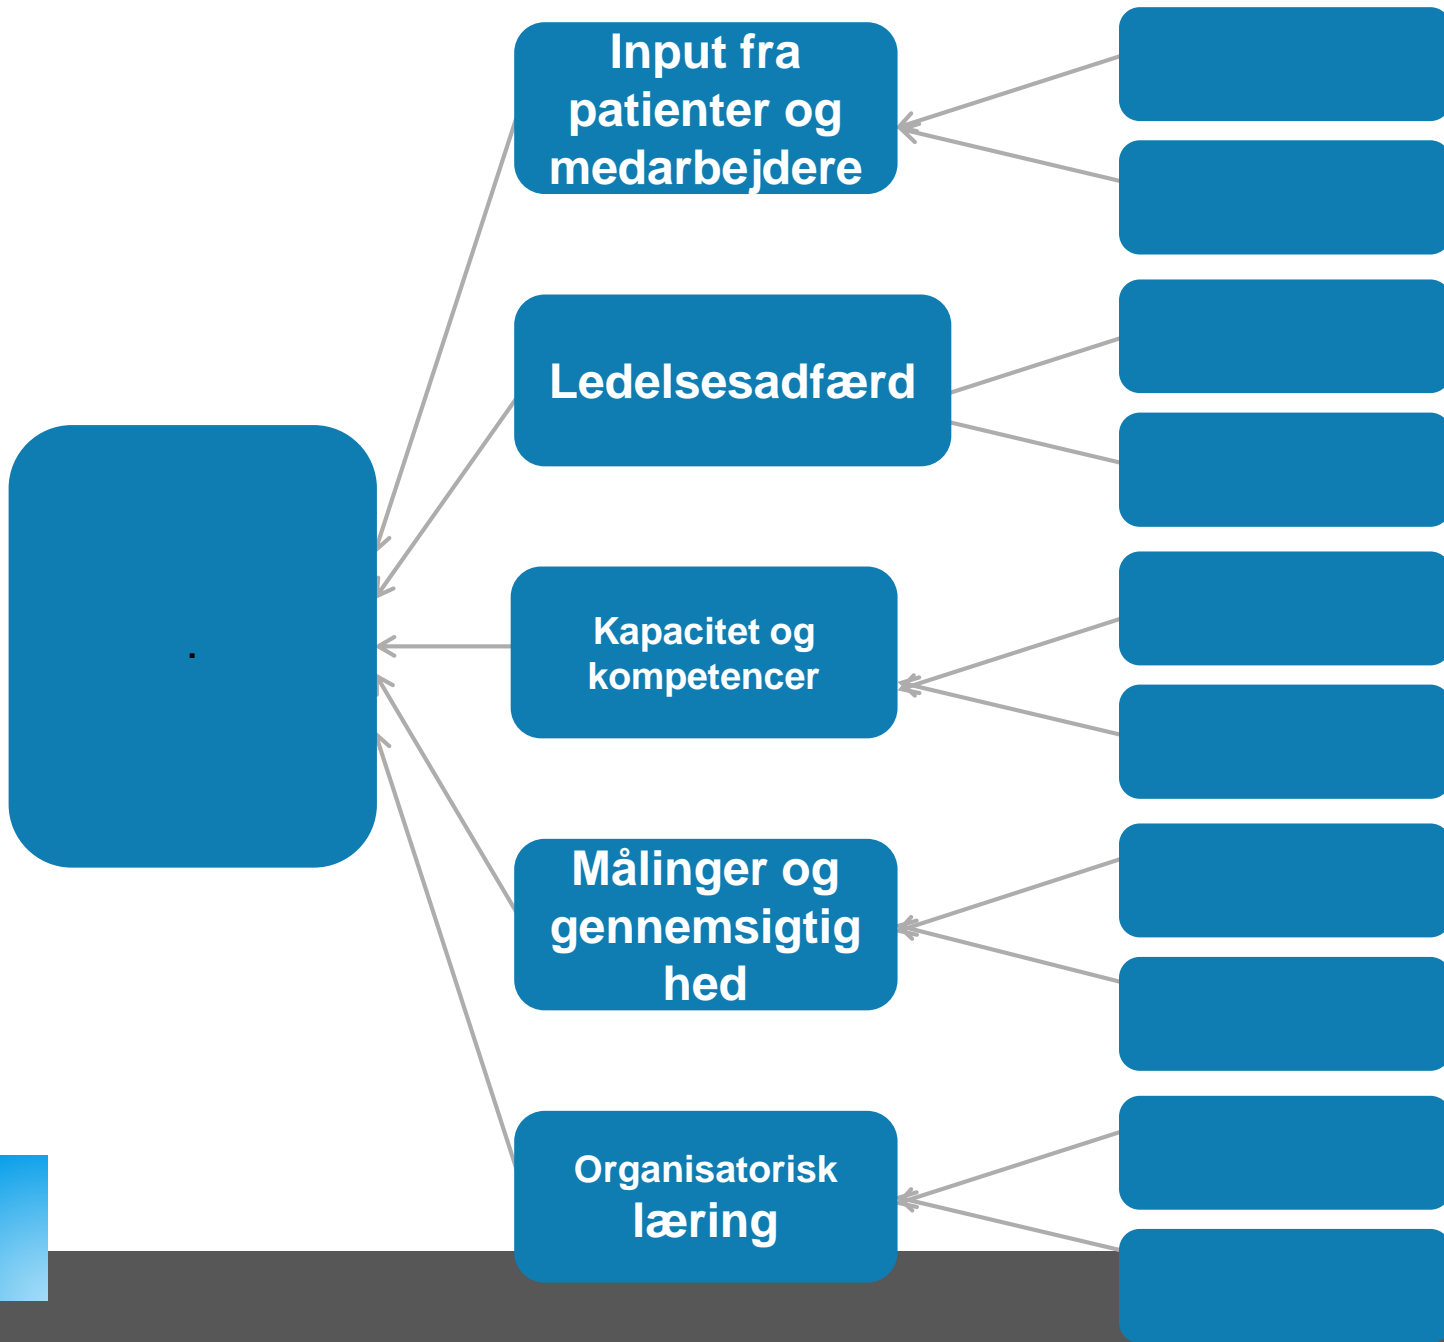 Input fra
patienter og
medarbejdere
Ledelsesadfærd
.
Kapacitet og
kompetencer
Målinger og
gennemsigtig
hed
Organisatorisk
læring